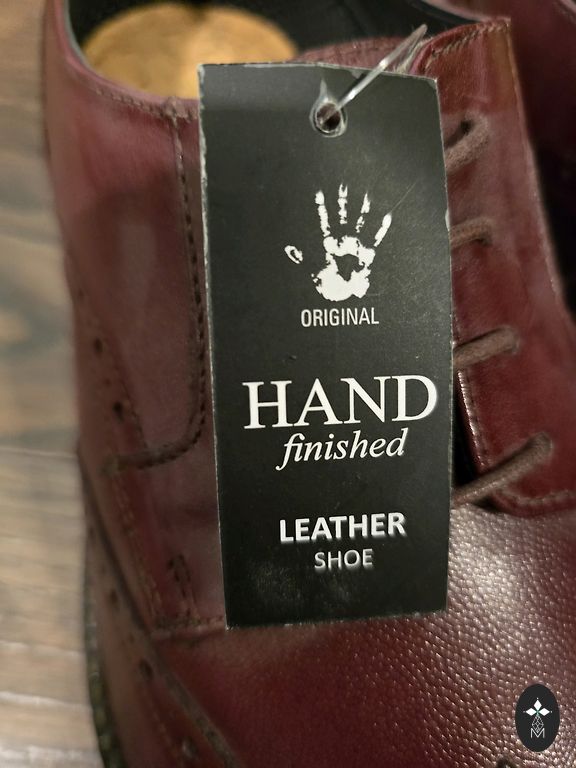 ORIGINAL
HAND
finished
LEATHER
SHOE